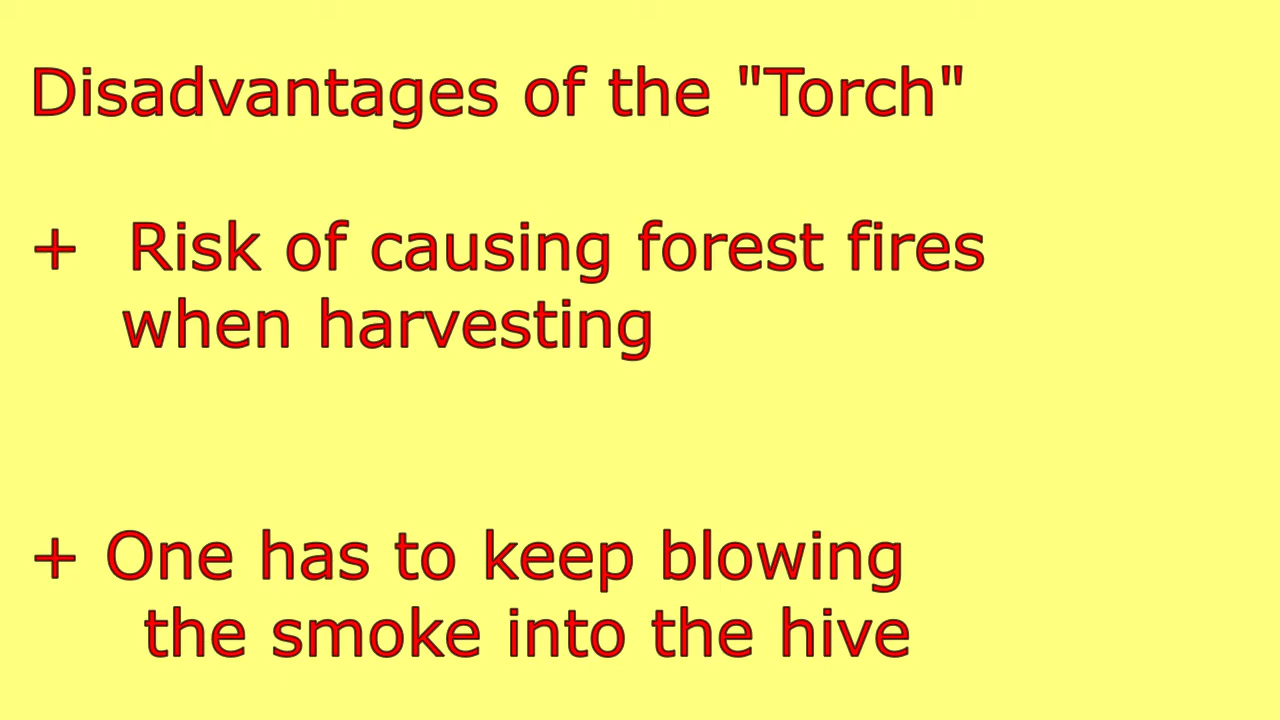 Disadvantages of the "Torch"
+ Risk of causing forest fires
when harvesting
+ One has to keep blowing
the smoke into the hive